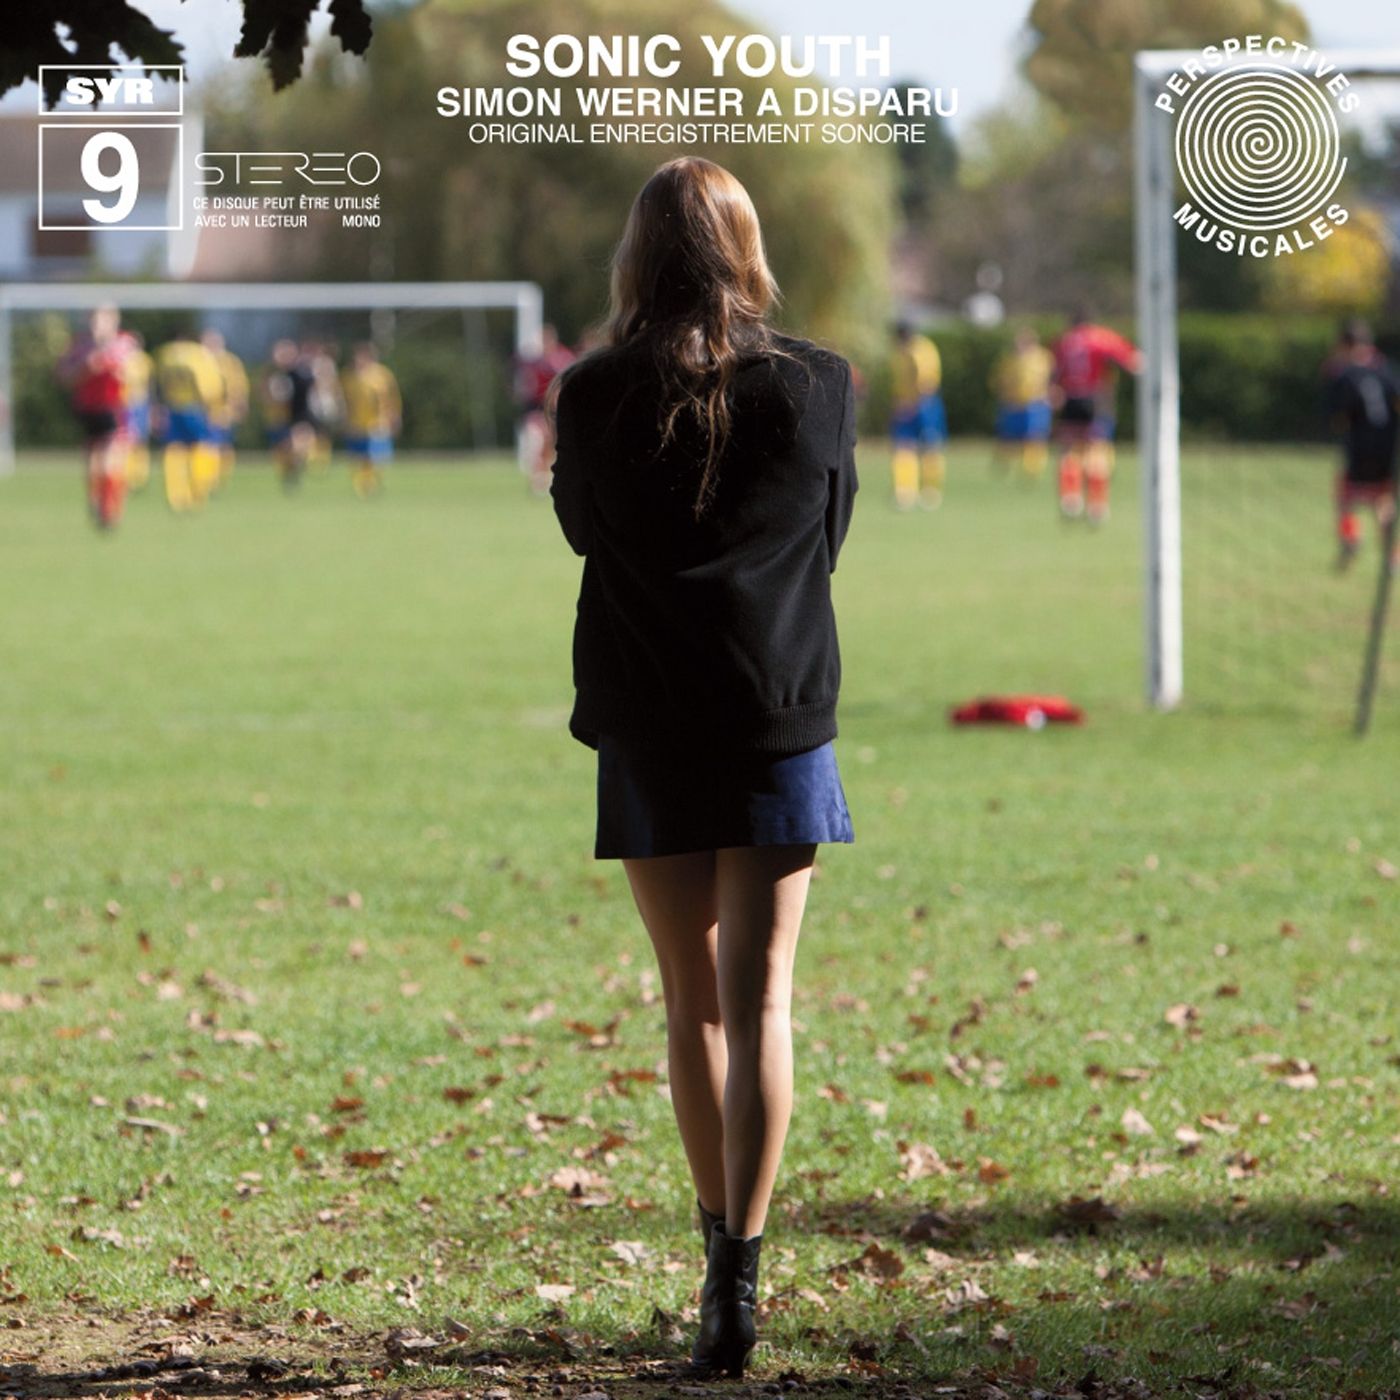 SONIC YOUTH
SIMON WERNER A DISPARU
ORIGINAL ENREGISTREMENT SONORE
SYR
9
STEREO
CE DISQUE PEUT ÊTRE UTILISÉ
AVEC UN LECTEUR MONO
PERSPECTIVES
MUSICALES